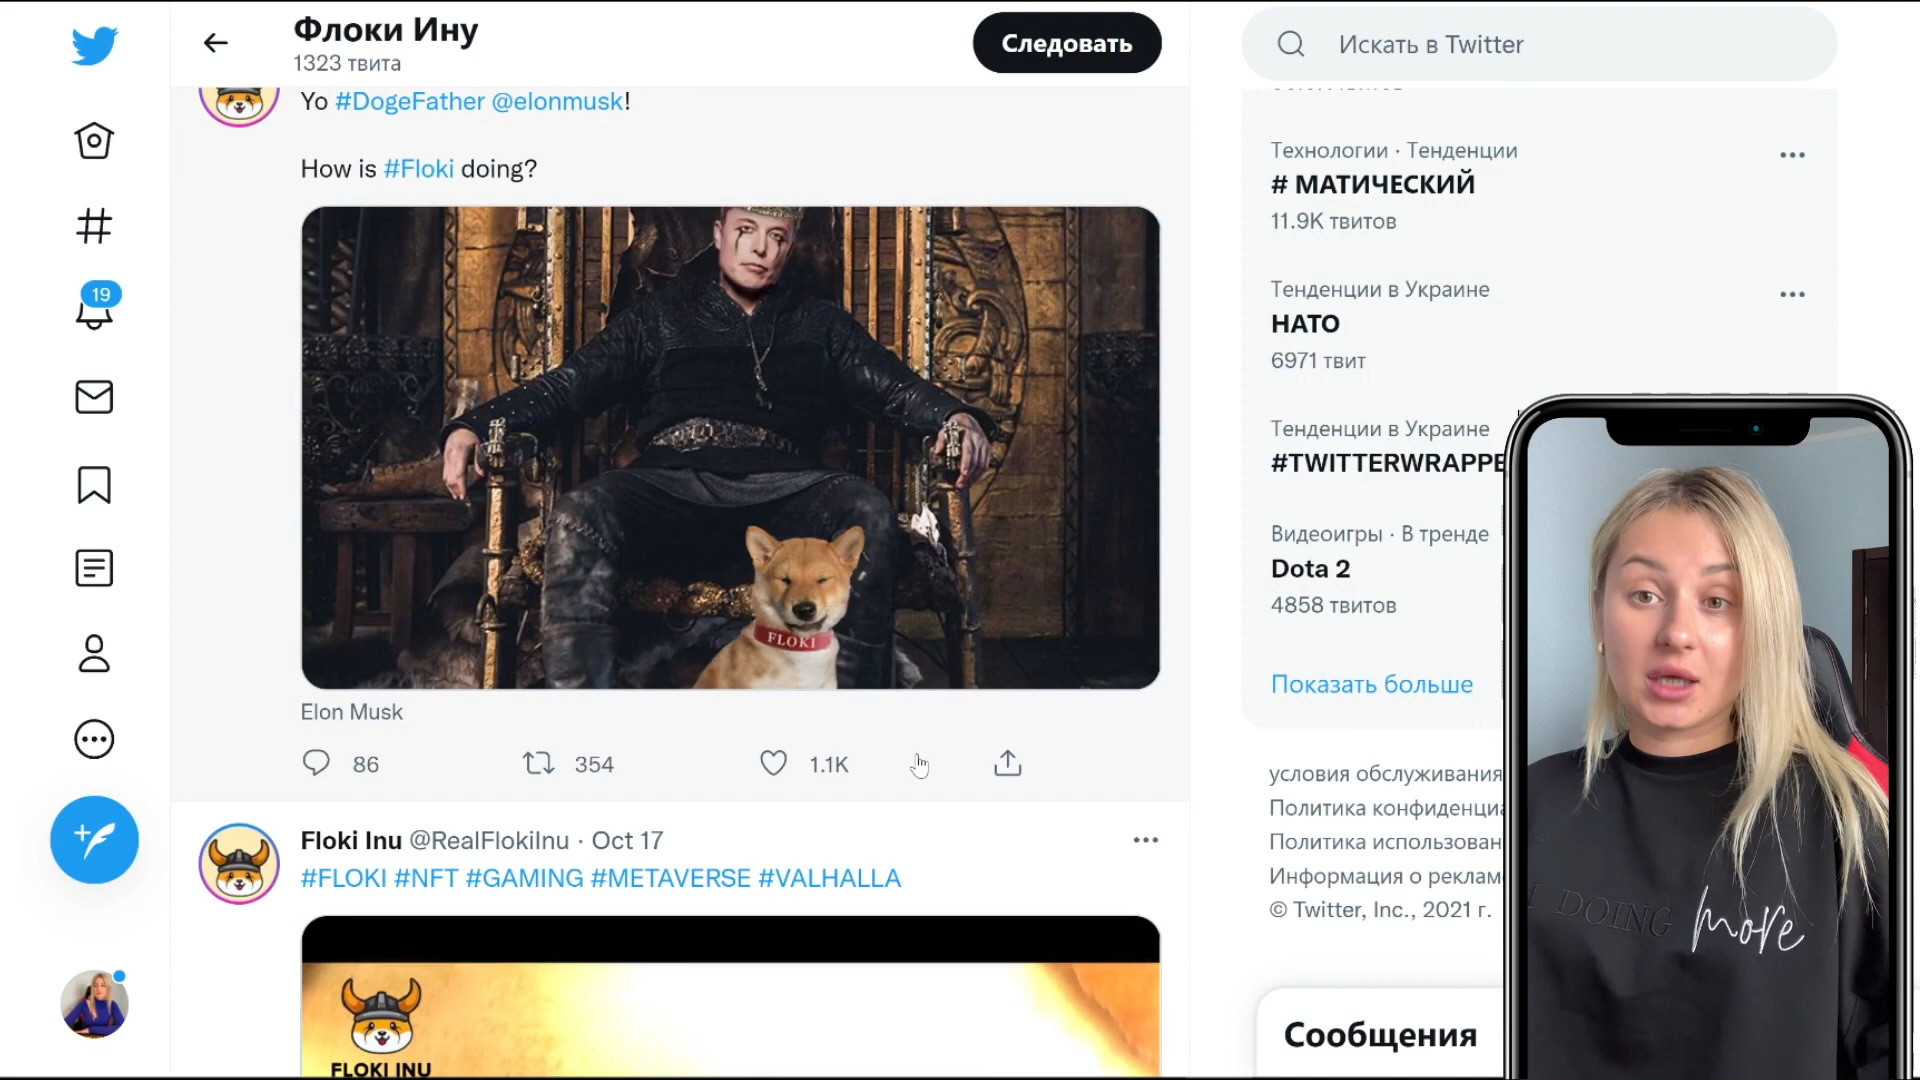 Флоки Ину
1323 твита
Следовать
Искать в Twitter
Yo #DogeFather @elonmusk!
How is #Floki doing?
FLOKI
Elon Musk
86
354
1.1K
Floki Inu @RealFlokiInu · Oct 17
#FLOKI #NFT #GAMING #METAVERSE #VALHALLA
FLOKI INU
19
Технологии · Тенденции
# МАТИЧЕСКИЙ
11.9K твитов
Тенденции в Украине
НАТО
6971 твит
Тенденции в Украине
#TWITTERWRAPPE
Видеоигры · В тренде
Dota 2
4858 твитов
Показать больше
условия обслуживания
Политика конфиденциа
Политика использован
Информация о реклам
© Twitter, Inc., 2021 г.
Сообщения
DOING more